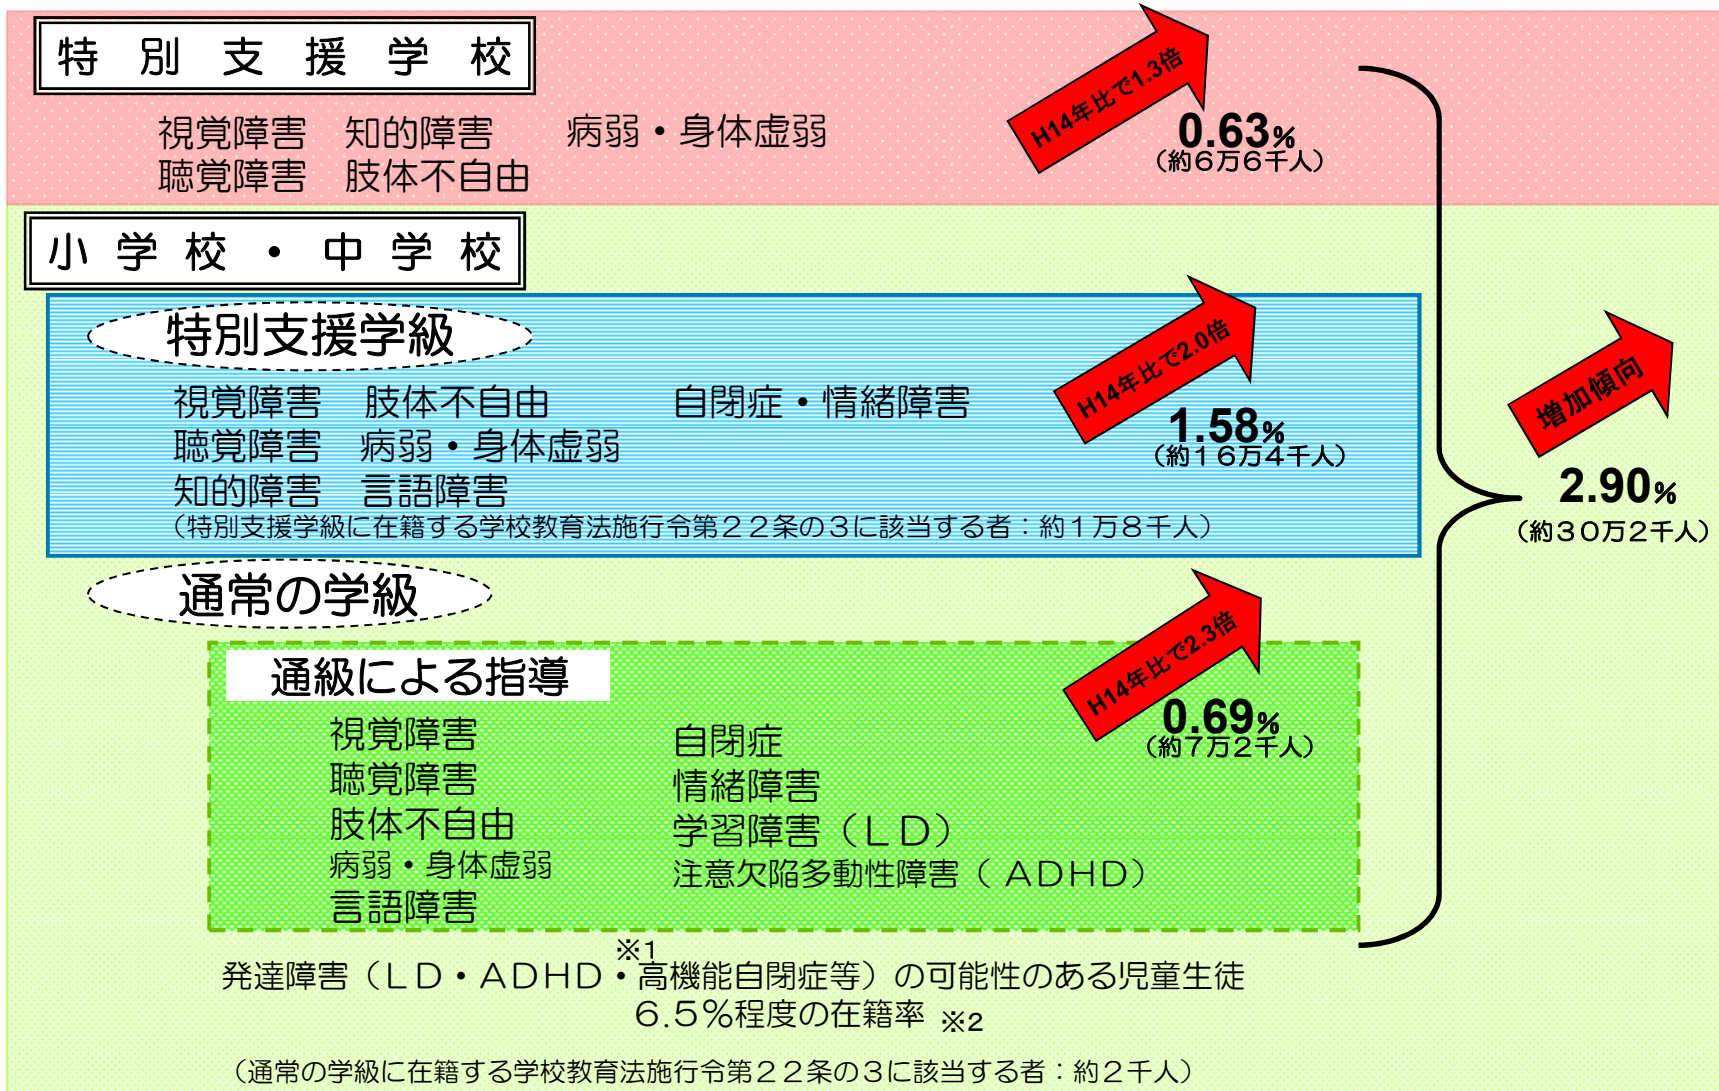 特別支援学校
H14年比で1.3倍
視覚障害　知的障害　病弱・身体虚弱
0.63%
聴覚障害　肢体不自由
（約６万６千人）
小学校・中学校
特別支援学級
H14年比で2.0倍
視覚障害　肢体不自由　自閉症・情緒障害
聴覚障害　病弱・身体虚弱
1.58%
（約１６万４千人）
知的障害　言語障害
（特別支援学級に在籍する学校教育法施行令第２２条の３に該当する者：約１万８千人）
増加傾向
2.90%
（約３０万２千人）
通常の学級
H14年比で2.3倍
通級による指導
0.69%
（約７万２千人）
視覚障害　自閉症
聴覚障害　情緒障害
肢体不自由　学習障害（ＬＤ）
病弱・身体虚弱　注意欠陥多動性障害（ＡＤＨＤ）
言語障害
※1
発達障害（ＬＤ・ＡＤＨＤ・高機能自閉症等）の可能性のある児童生徒
６.５％程度の在籍率 ※2
（通常の学級に在籍する学校教育法施行令第２２条の３に該当する者：約２千人）